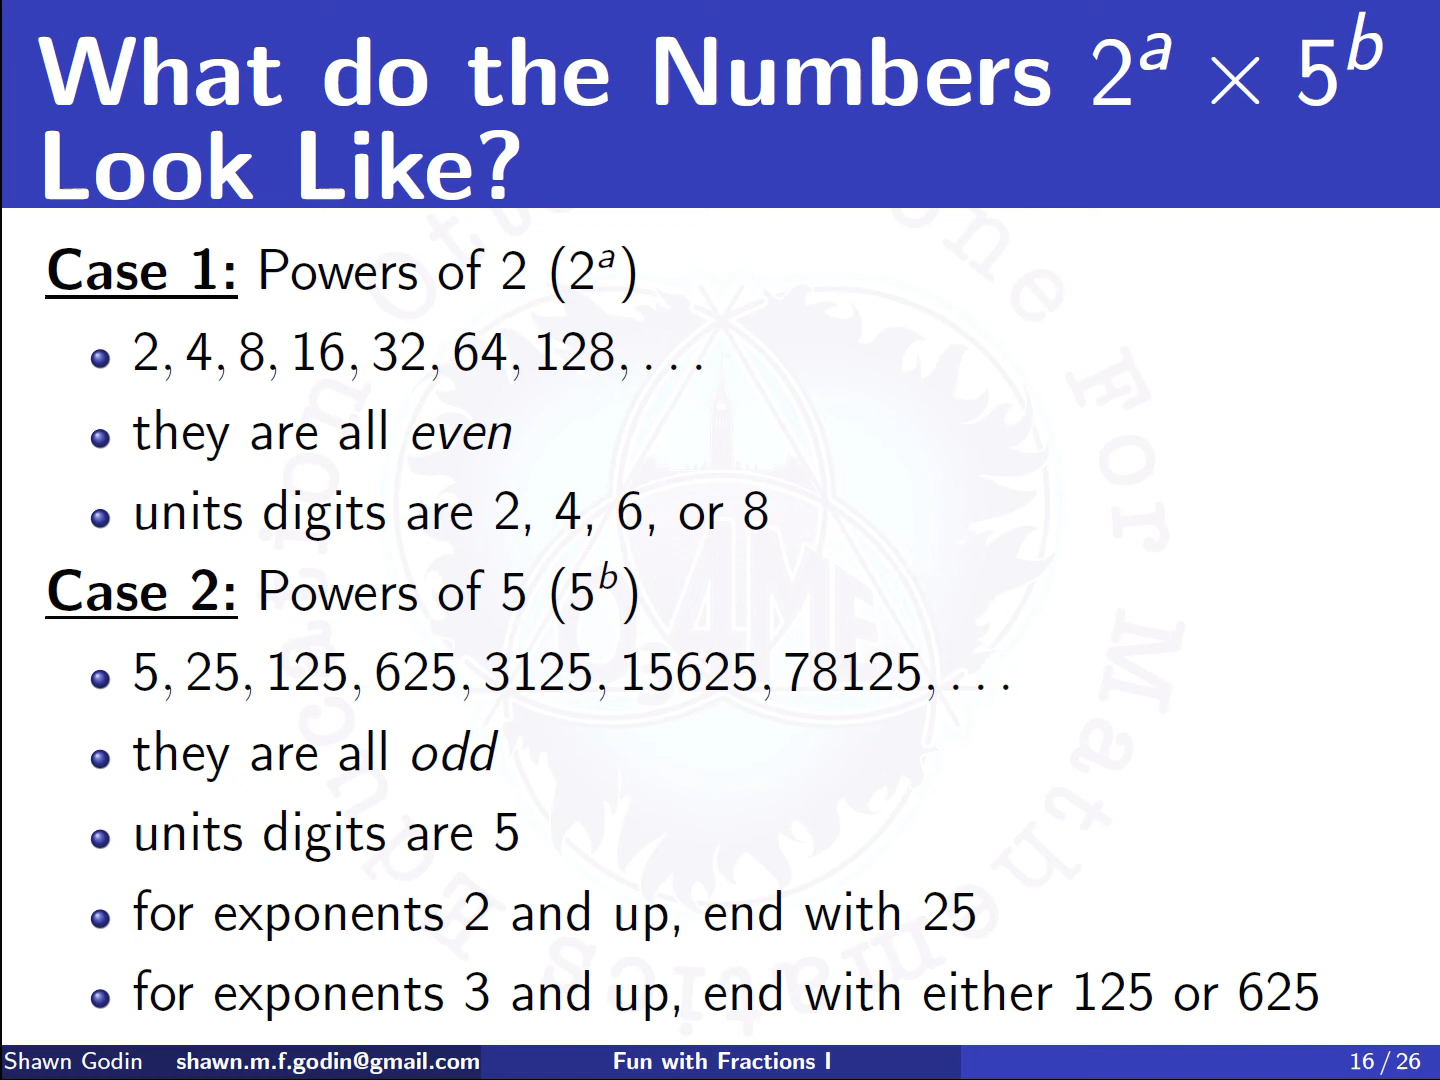 What do the Numbers 2^a × 5^b
Look Like?
Case 1: Powers of 2 (2^a)
2, 4, 8, 16, 32, 64, 128, . . .
they are all even
units digits are 2, 4, 6, or 8
Case 2: Powers of 5 (5^b)
5, 25, 125, 625, 3125, 15625, 78125, . . .
they are all odd
units digits are 5
for exponents 2 and up, end with 25
for exponents 3 and up, end with either 125 or 625
Shawn Godin shawn.m.f.godin@gmail.com Fun with Fractions I 16 / 26